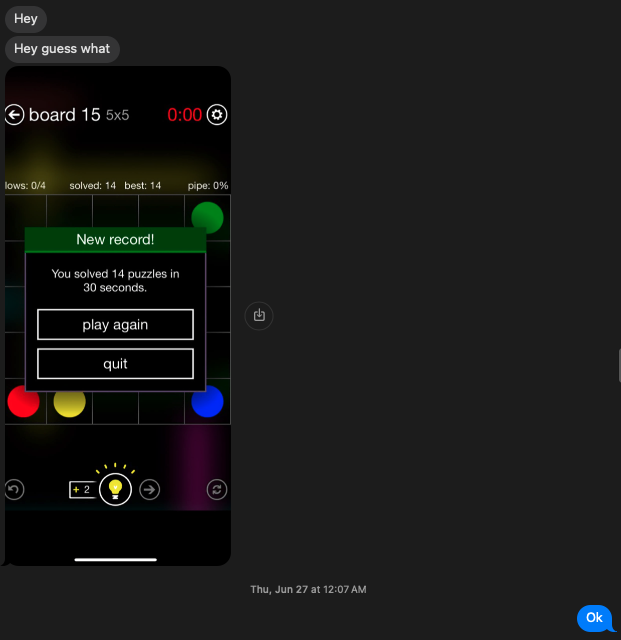 Hey
Hey guess what
board 15 5x5 0:00
lows: 0/4 solved: 14 best: 14 pipe: 0%
New record!
You solved 14 puzzles in
30 seconds.
play again
quit
+ 2
Thu, Jun 27 at 12:07 AM
Ok